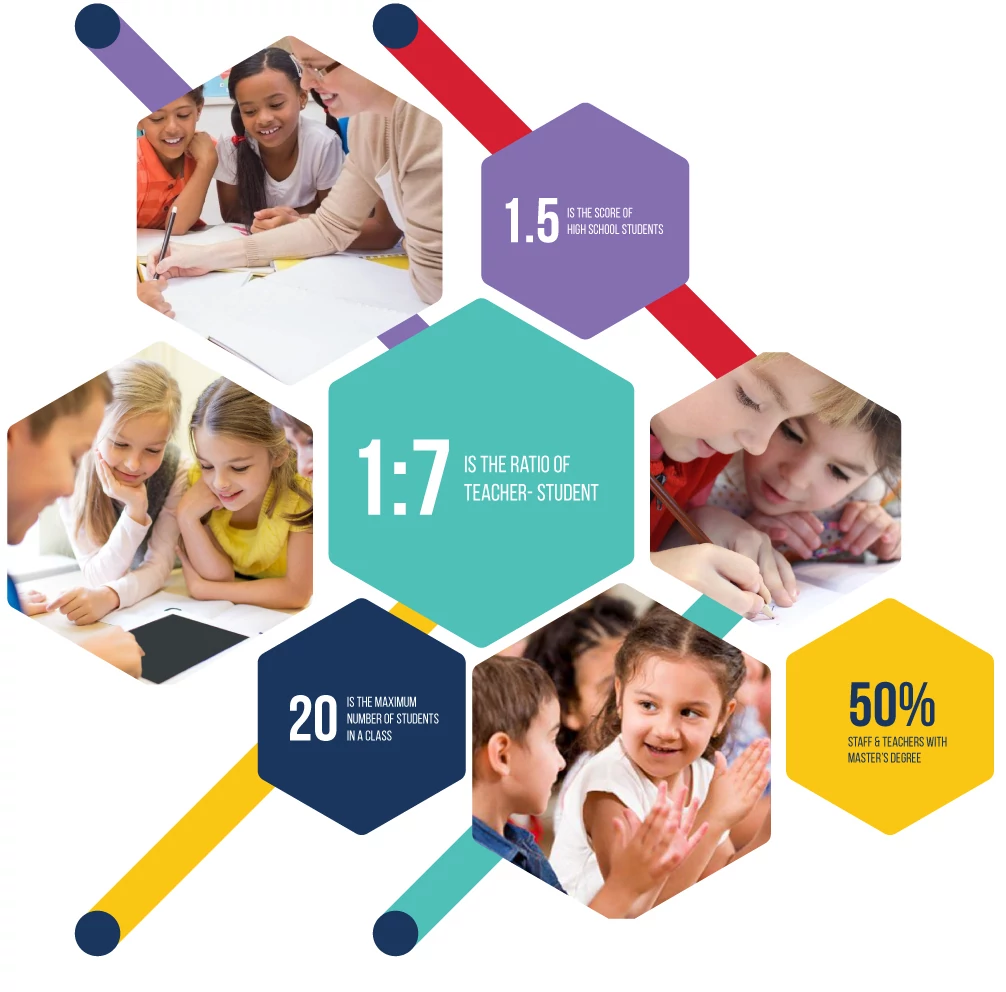 1.5
IS THE SCORE OF
HIGH SCHOOL STUDENTS
1:7
IS THE RATIO OF
TEACHER- STUDENT
20
IS THE MAXIMUM
NUMBER OF STUDENTS
IN A CLASS
50%
STAFF & TEACHERS WITH
MASTER'S DEGREE